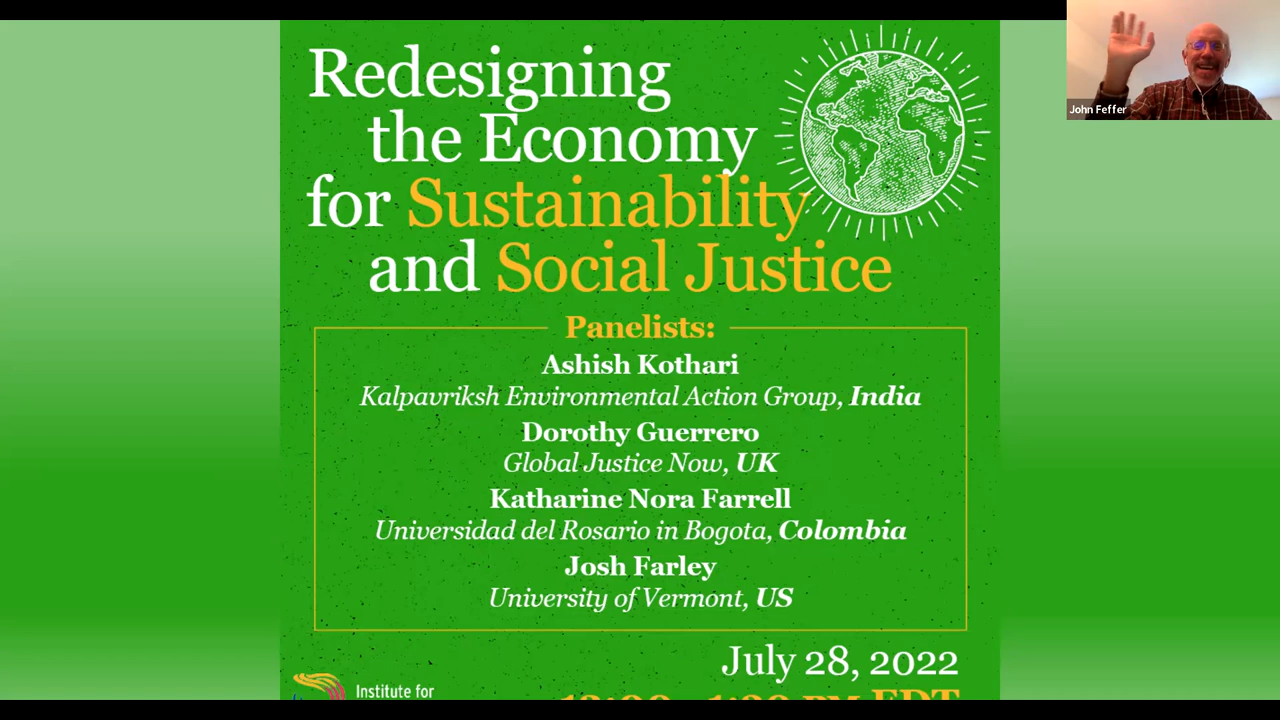 Redesigning
the Economy
for Sustainability
and Social Justice
Panelists:
Ashish Kothari
Kalpavriksh Environmental Action Group, India
Dorothy Guerrero
Global Justice Now, UK
Katharine Nora Farrell
Universidad del Rosario in Bogota, Colombia
Josh Farley
University of Vermont, US
July 28, 2022
Institute for
John Feffer